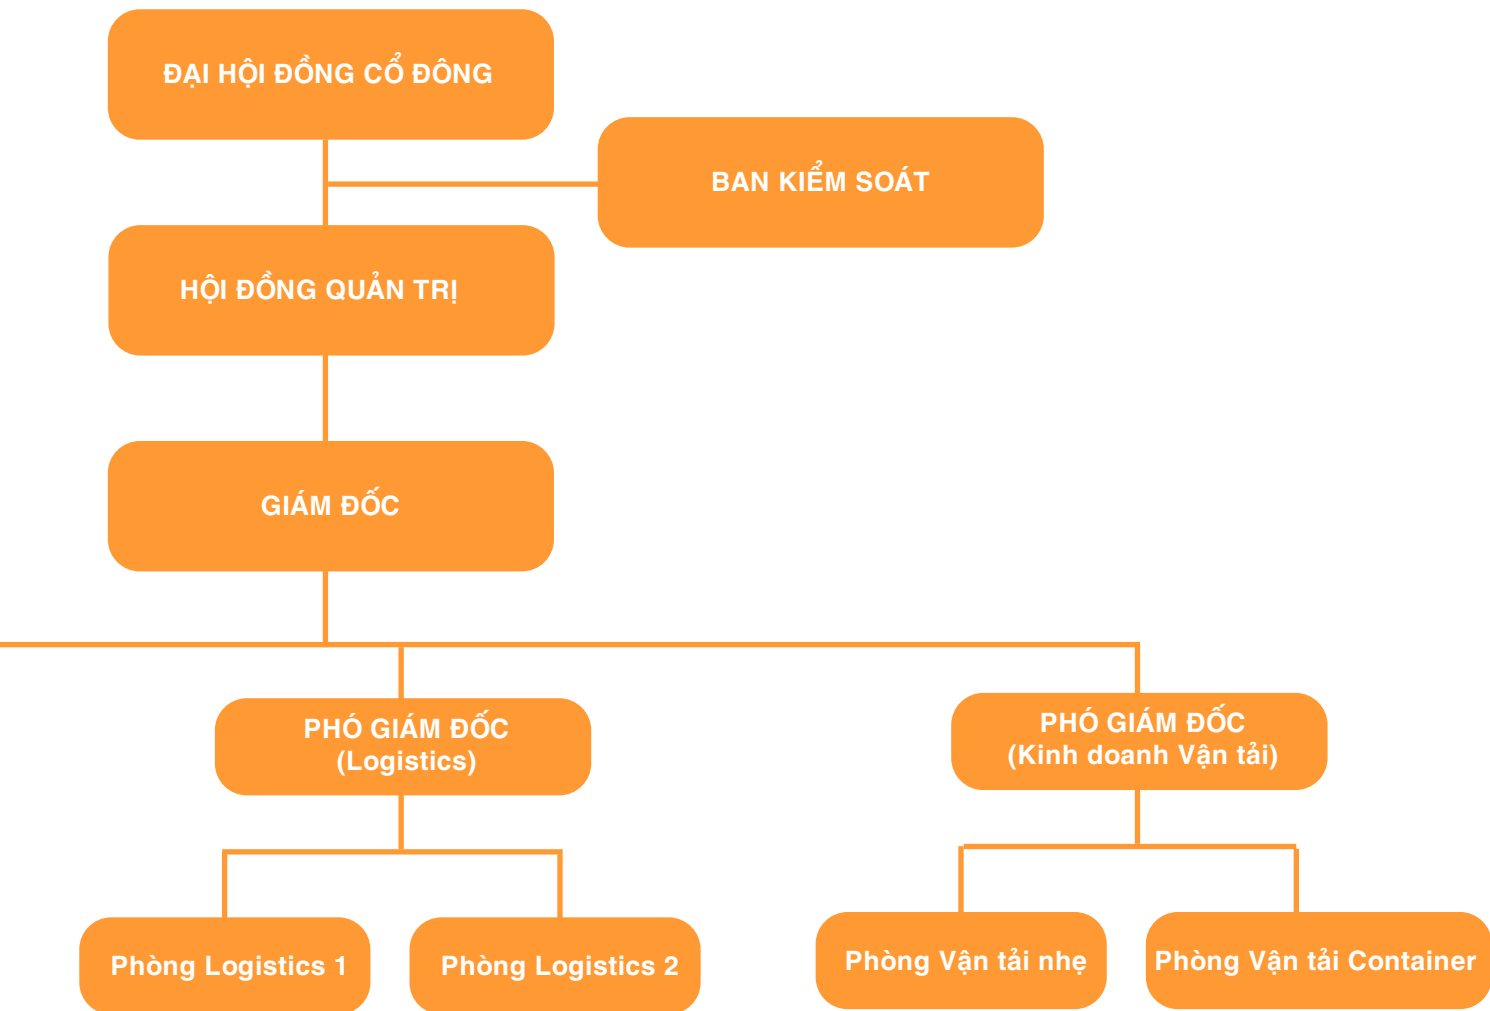 ĐẠI HỘI ĐỒNG CỔ ĐÔNG
BAN KIỂM SOÁT
HỘI ĐỒNG QUẢN TRỊ
GIÁM ĐỐC
PHÓ GIÁM ĐỐC
(Logistics)
PHÓ GIÁM ĐỐC
(Kinh doanh Vận tải)
Phòng Logistics 1
Phòng Logistics 2
Phòng Vận tải nhẹ
Phòng Vận tải Container